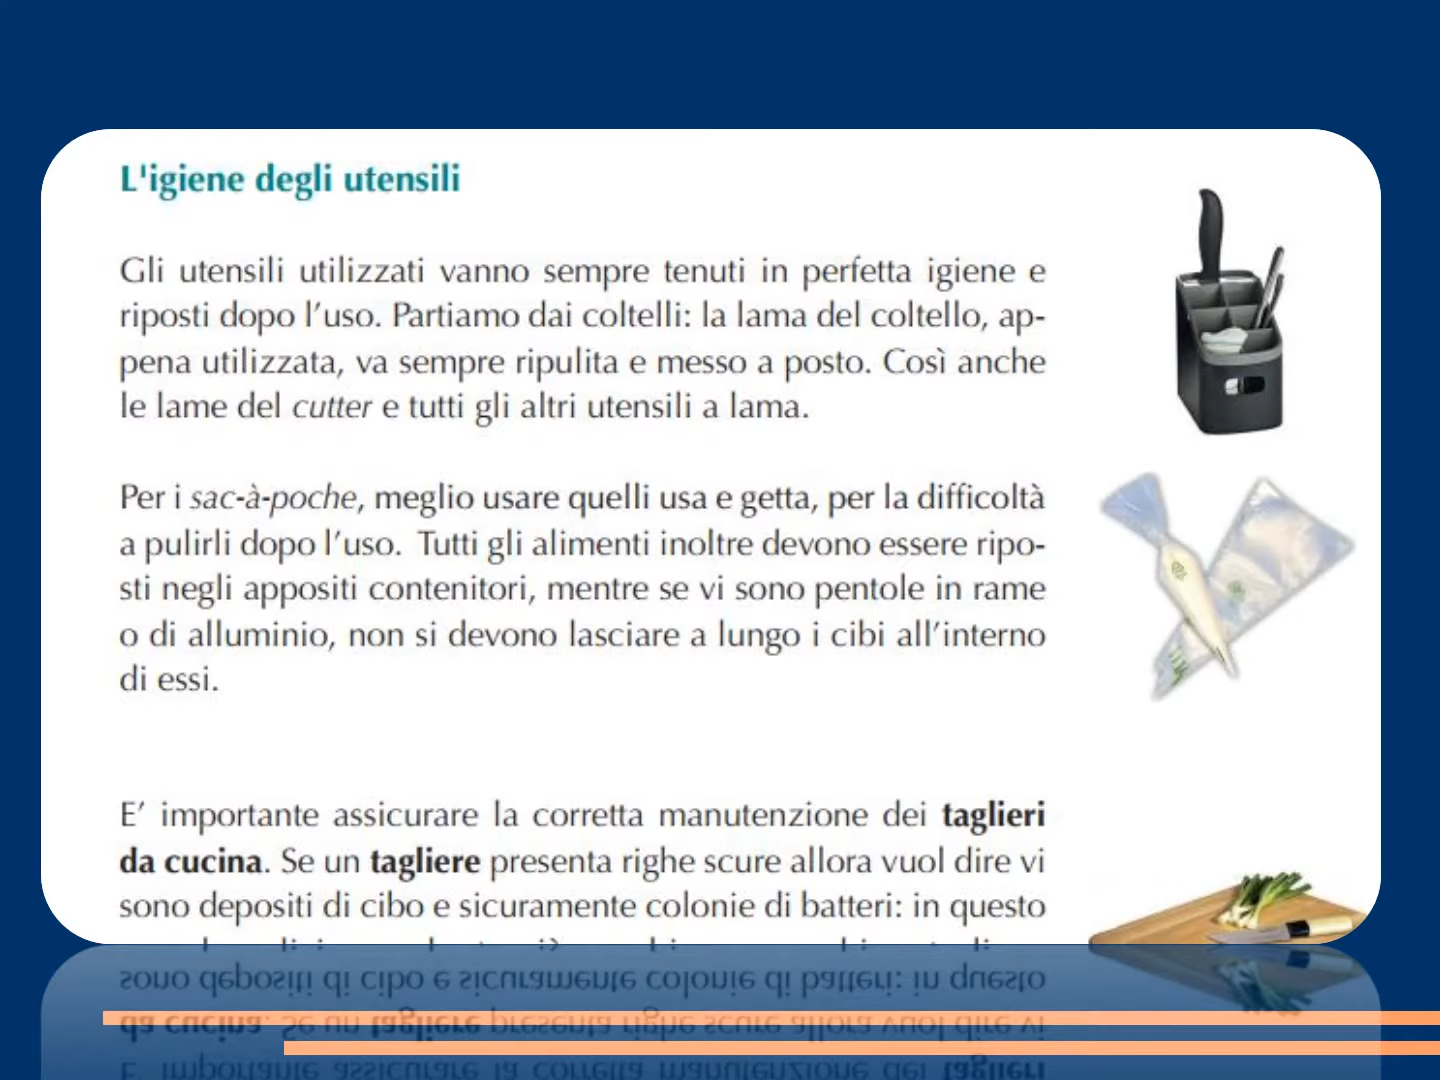 L'igiene degli utensili
Gli utensili utilizzati vanno sempre tenuti in perfetta igiene e
riposti dopo l’uso. Partiamo dai coltelli: la lama del coltello, ap-
pena utilizzata, va sempre ripulita e messo a posto. Così anche
le lame del cutter e tutti gli altri utensili a lama.
Per i sac-à-poche, meglio usare quelli usa e getta, per la difficoltà
a pulirli dopo l’uso. Tutti gli alimenti inoltre devono essere ripo-
sti negli appositi contenitori, mentre se vi sono pentole in rame
o di alluminio, non si devono lasciare a lungo i cibi all’interno
di essi.
E’ importante assicurare la corretta manutenzione dei taglieri
da cucina. Se un tagliere presenta righe scure allora vuol dire vi
sono depositi di cibo e sicuramente colonie di batteri: in questo